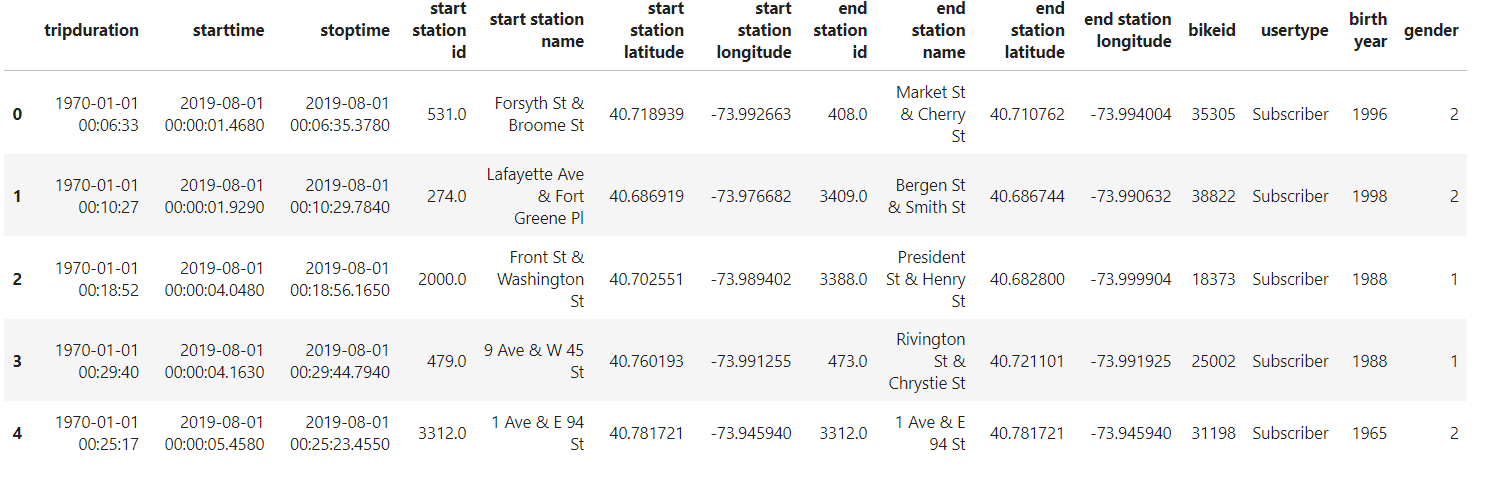 tripduration starttime stoptime start station id start station name start station latitude start station longitude end station id end station name end station latitude end station longitude bikeid usertype birth year gender
0 1970-01-01 00:06:33 2019-08-01 00:00:01.4680 2019-08-01 00:06:35.3780 531.0 Forsyth St & Broome St 40.718939 -73.992663 408.0 Market St & Cherry St 40.710762 -73.994004 35305 Subscriber 1996 2
1 1970-01-01 00:10:27 2019-08-01 00:00:01.9290 2019-08-01 00:10:29.7840 274.0 Lafayette Ave & Fort Greene Pl 40.686919 -73.976682 3409.0 Bergen St & Smith St 40.686744 -73.990632 38822 Subscriber 1998 2
2 1970-01-01 00:18:52 2019-08-01 00:00:04.0480 2019-08-01 00:18:56.1650 2000.0 Front St & Washington St 40.702551 -73.989402 3388.0 President St & Henry St 40.682800 -73.999904 18373 Subscriber 1988 1
3 1970-01-01 00:29:40 2019-08-01 00:00:04.1630 2019-08-01 00:29:44.7940 479.0 9 Ave & W 45 St 40.760193 -73.991255 473.0 Rivington St & Chrystie St 40.721101 -73.991925 25002 Subscriber 1988 1
4 1970-01-01 00:25:17 2019-08-01 00:00:05.4580 2019-08-01 00:25:23.4550 3312.0 1 Ave & E 94 St 40.781721 -73.945940 3312.0 1 Ave & E 94 St 40.781721 -73.945940 31198 Subscriber 1965 2